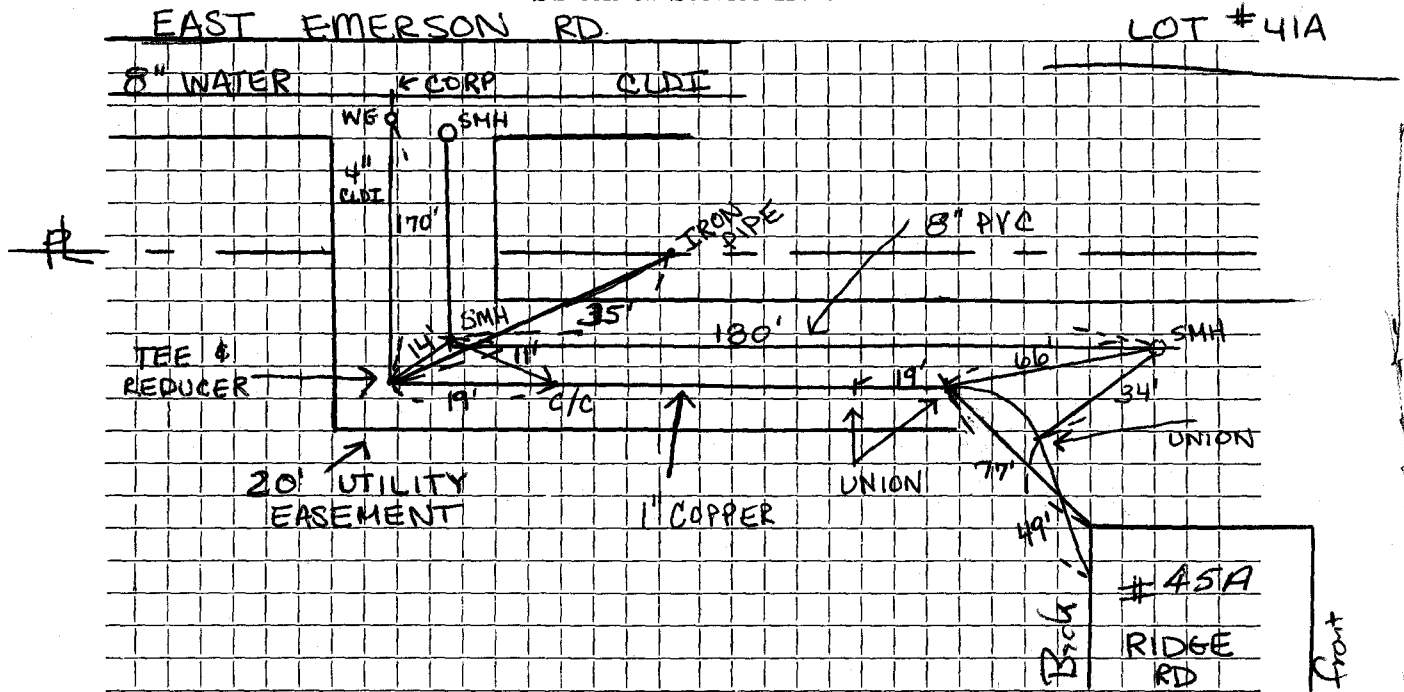 EAST EMERSON RD.
LOT # 41A
8" WATER
CORP
CLDI
WG
SMH
4"
CLDI
170'
IRON
PIPE
8" PVC
PL
35'
SMH
14'
11'
180'
SMH
66'
TEE &
REDUCER
19'
C/C
19'
34'
UNION
77'
20' UTILITY
EASEMENT
1" COPPER
UNION
49'
# 45A
RIDGE
RD
Back
front